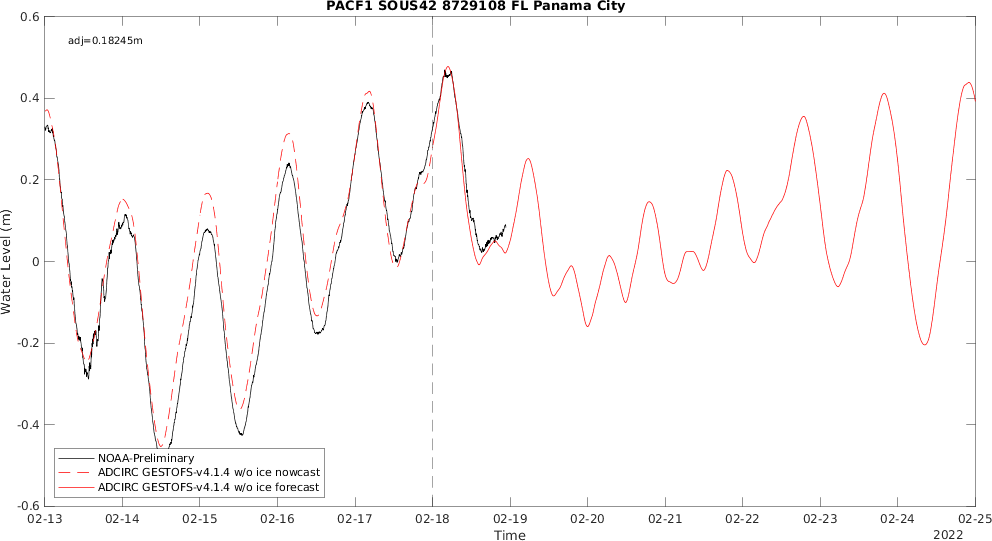 PACF1 SOUS42 8729108 FL Panama City
adj=0.18245m
0.6
0.4
0.2
0
-0.2
-0.4
-0.6
Water Level (m)
NOAA-Preliminary
ADCIRC GESTOFS-v4.1.4 w/o ice nowcast
ADCIRC GESTOFS-v4.1.4 w/o ice forecast
02-13 02-14 02-15 02-16 02-17 02-18 02-19 02-20 02-21 02-22 02-23 02-24 02-25
Time
2022